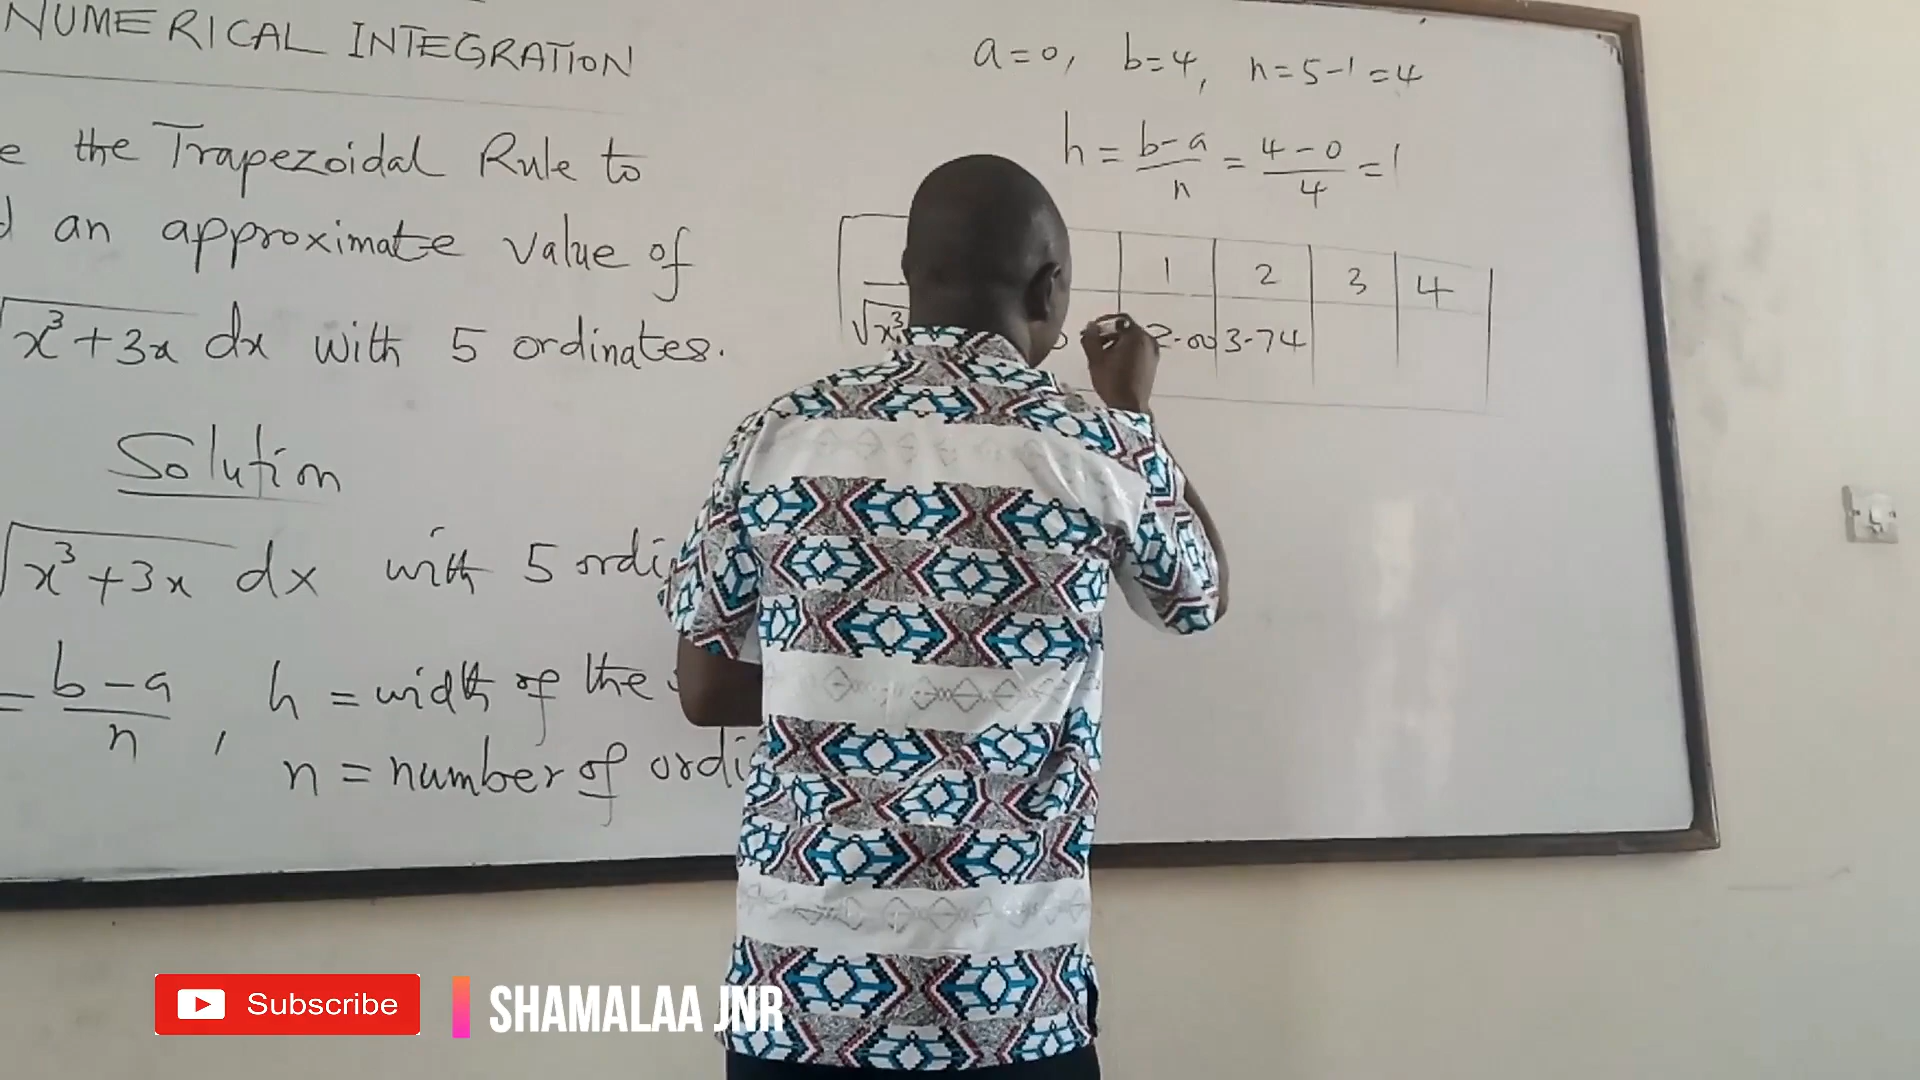 NUMERICAL INTEGRATION
the Trapezoidal Rule to
an approximate value of
√x³+3x dx with 5 ordinates.
Solution
√x³+3x dx with 5
= b-a/n , h = width of the
n = number of
a=0, b=4, n=5-1=4
h = b-a/n = 4-0/4 = 1
1 2 3 4
√x³ 2.00 3.74
Subscribe
SHAMALAA JNR